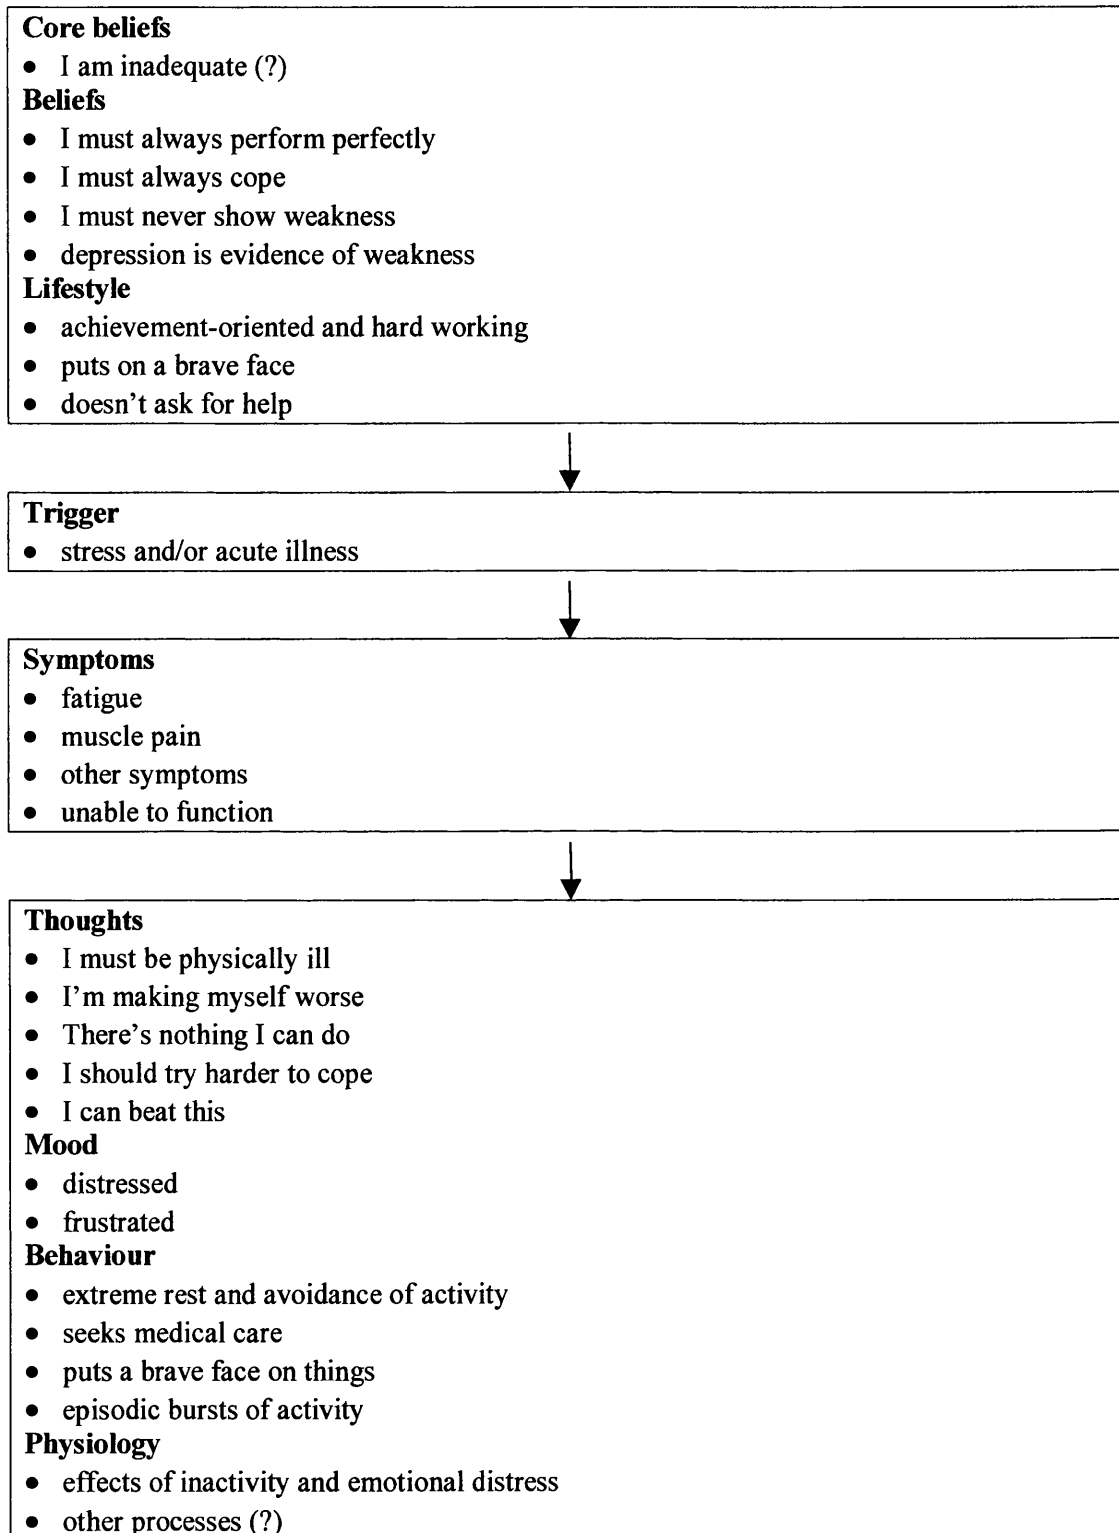 Core beliefs
• I am inadequate (?)
Beliefs
• I must always perform perfectly
• I must always cope
• I must never show weakness
• depression is evidence of weakness
Lifestyle
• achievement-oriented and hard working
• puts on a brave face
• doesn't ask for help
Trigger
• stress and/or acute illness
Symptoms
• fatigue
• muscle pain
• other symptoms
• unable to function
Thoughts
• I must be physically ill
• I'm making myself worse
• There's nothing I can do
• I should try harder to cope
• I can beat this
Mood
• distressed
• frustrated
Behaviour
• extreme rest and avoidance of activity
• seeks medical care
• puts a brave face on things
• episodic bursts of activity
Physiology
• effects of inactivity and emotional distress
• other processes (?)